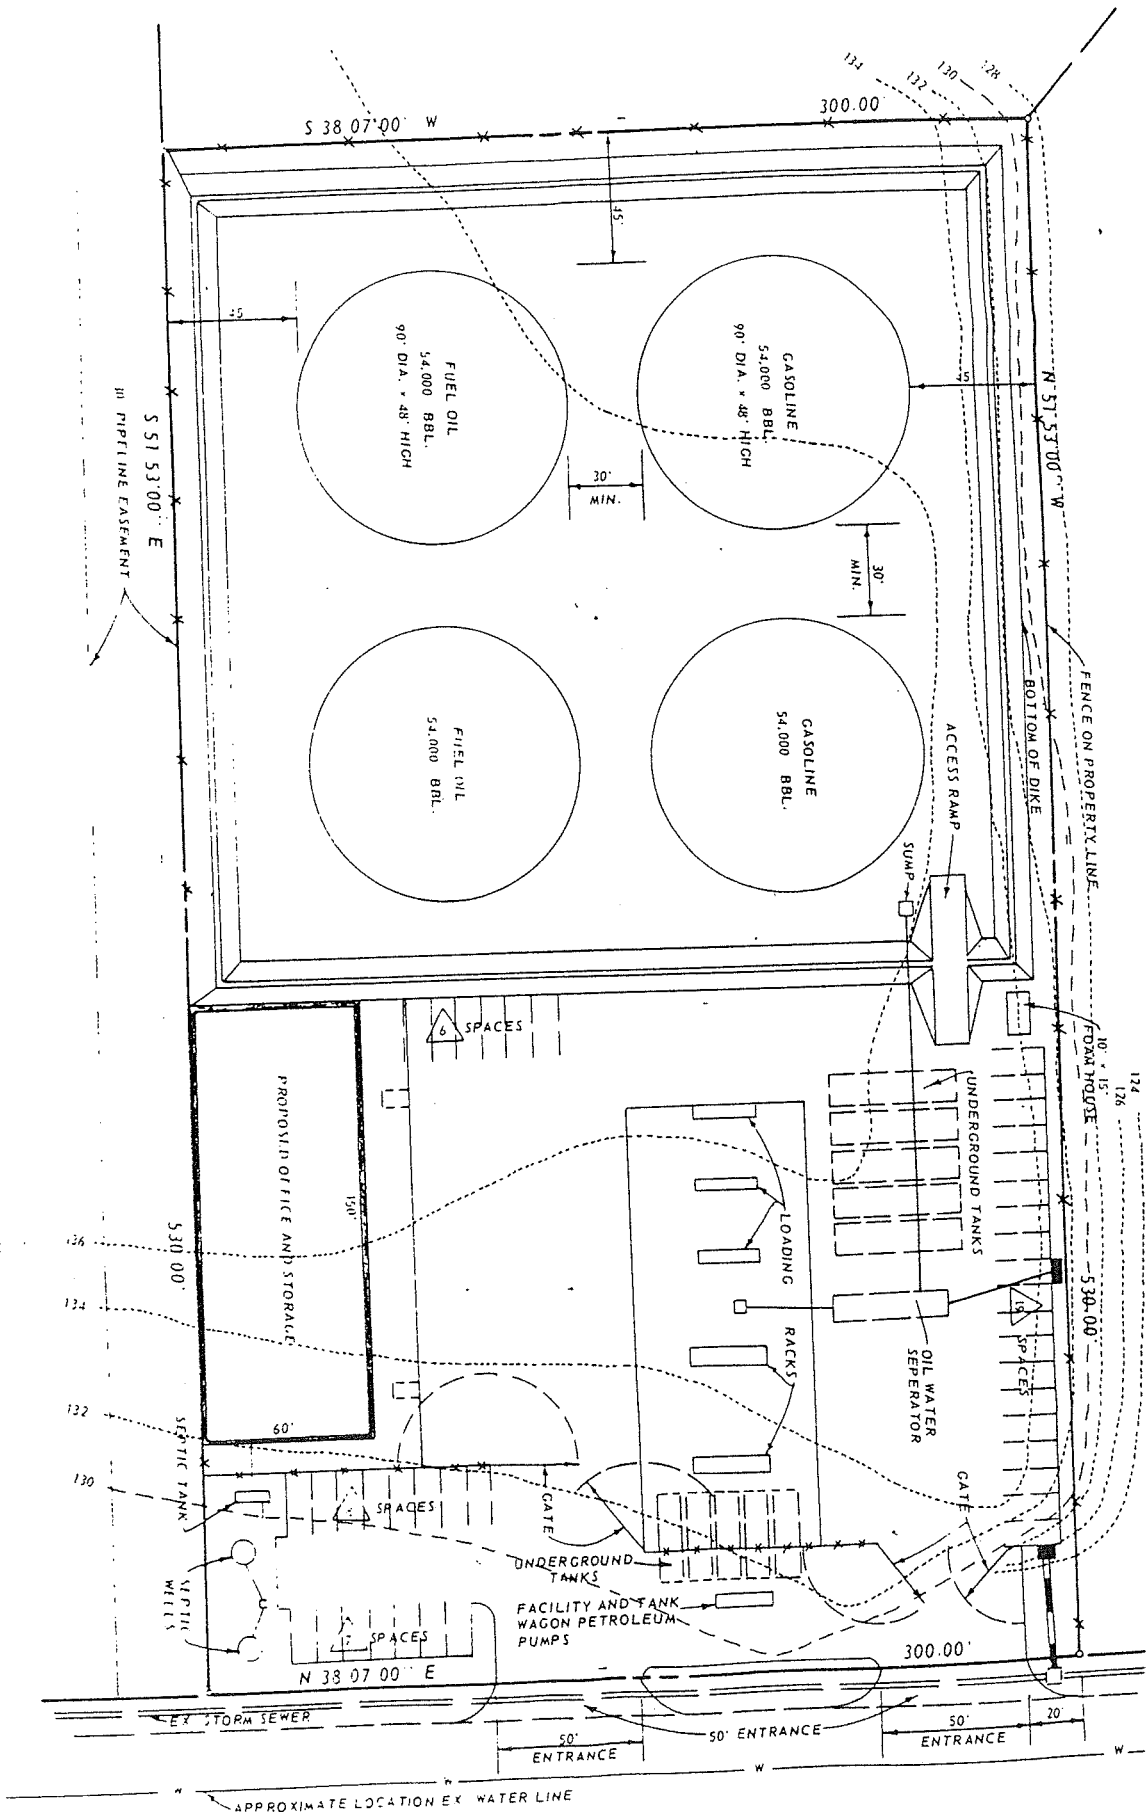 134
132
130
128
S 38 07'00" W
300.00'
45'
45
45
FUEL OIL
54,000 BBL.
90' DIA. x 48' HIGH
GASOLINE
54,000 BBL.
90' DIA. x 48' HIGH
N 51 53'00" W
S 51 53'00" E
PIPELINE EASEMENT
30'
MIN.
30'
MIN.
FENCE ON PROPERTY LINE
BOTTOM OF DIKE
ACCESS RAMP
SUMP
FUEL OIL
54,000 BBL.
GASOLINE
54,000 BBL.
6 SPACES
10' x 15'
FOAM HOUSE
124
126
UNDERGROUND TANKS
PROPOSED OFFICE AND STORAGE
150'
60'
LOADING
RACKS
OIL WATER
SEPERATOR
19 SPACES
530.00'
530 00'
136
134
132
130
SEPTIC TANK
SPACES
GATE
GATE
UNDERGROUND
TANKS
SEPTIC
WELLS
7 SPACES
FACILITY AND TANK
WAGON PETROLEUM
PUMPS
N 38 07 00" E
300.00'
EX STORM SEWER
50'
ENTRANCE
50' ENTRANCE
50'
ENTRANCE
20'
W
W
W
W
APPROXIMATE LOCATION EX WATER LINE